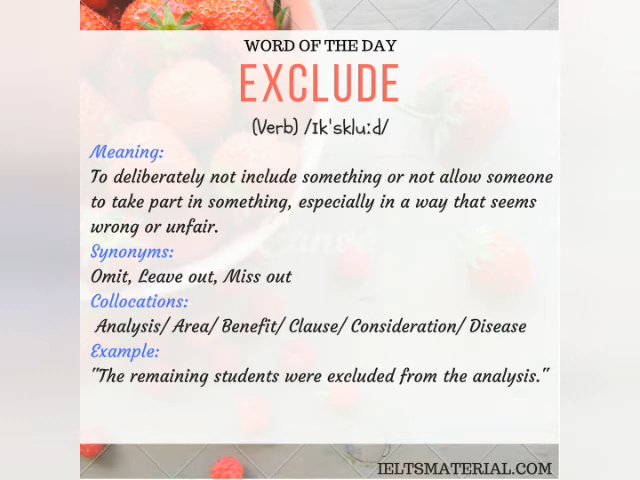 WORD OF THE DAY
EXCLUDE
(Verb) /ɪkˈskluːd/
Meaning:
To deliberately not include something or not allow someone
to take part in something, especially in a way that seems
wrong or unfair.
Synonyms:
Omit, Leave out, Miss out
Collocations:
Analysis/ Area/ Benefit/ Clause/ Consideration/ Disease
Example:
"The remaining students were excluded from the analysis."
IELTSMATERIAL.COM